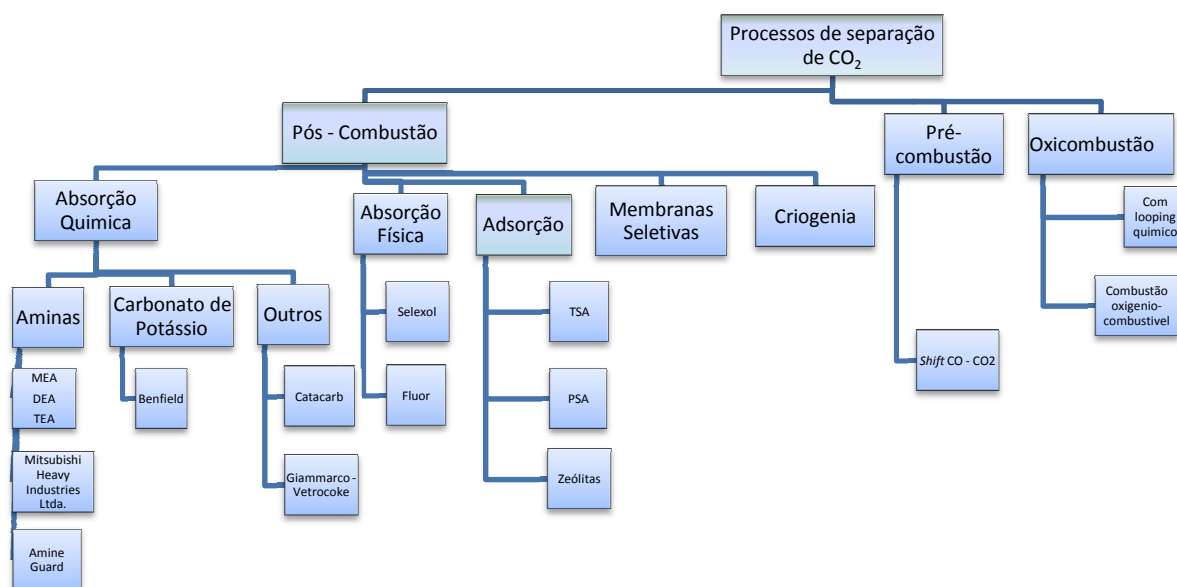 Processos de separação
de CO₂
Pós - Combustão
Pré-
combustão
Oxicombustão
Absorção
Quimica
Absorção
Física
Adsorção
Membranas
Seletivas
Criogenia
Com
looping
quimico
Combustão
oxigenio-
combustivel
Aminas
Carbonato de
Potássio
Outros
Selexol
TSA
Shift CO - CO2
MEA
DEA
TEA
Benfield
Catacarb
Fluor
PSA
Mitsubishi
Heavy
Industries
Ltda.
Giammarco -
Vetrocoke
Zeólitas
Amine
Guard